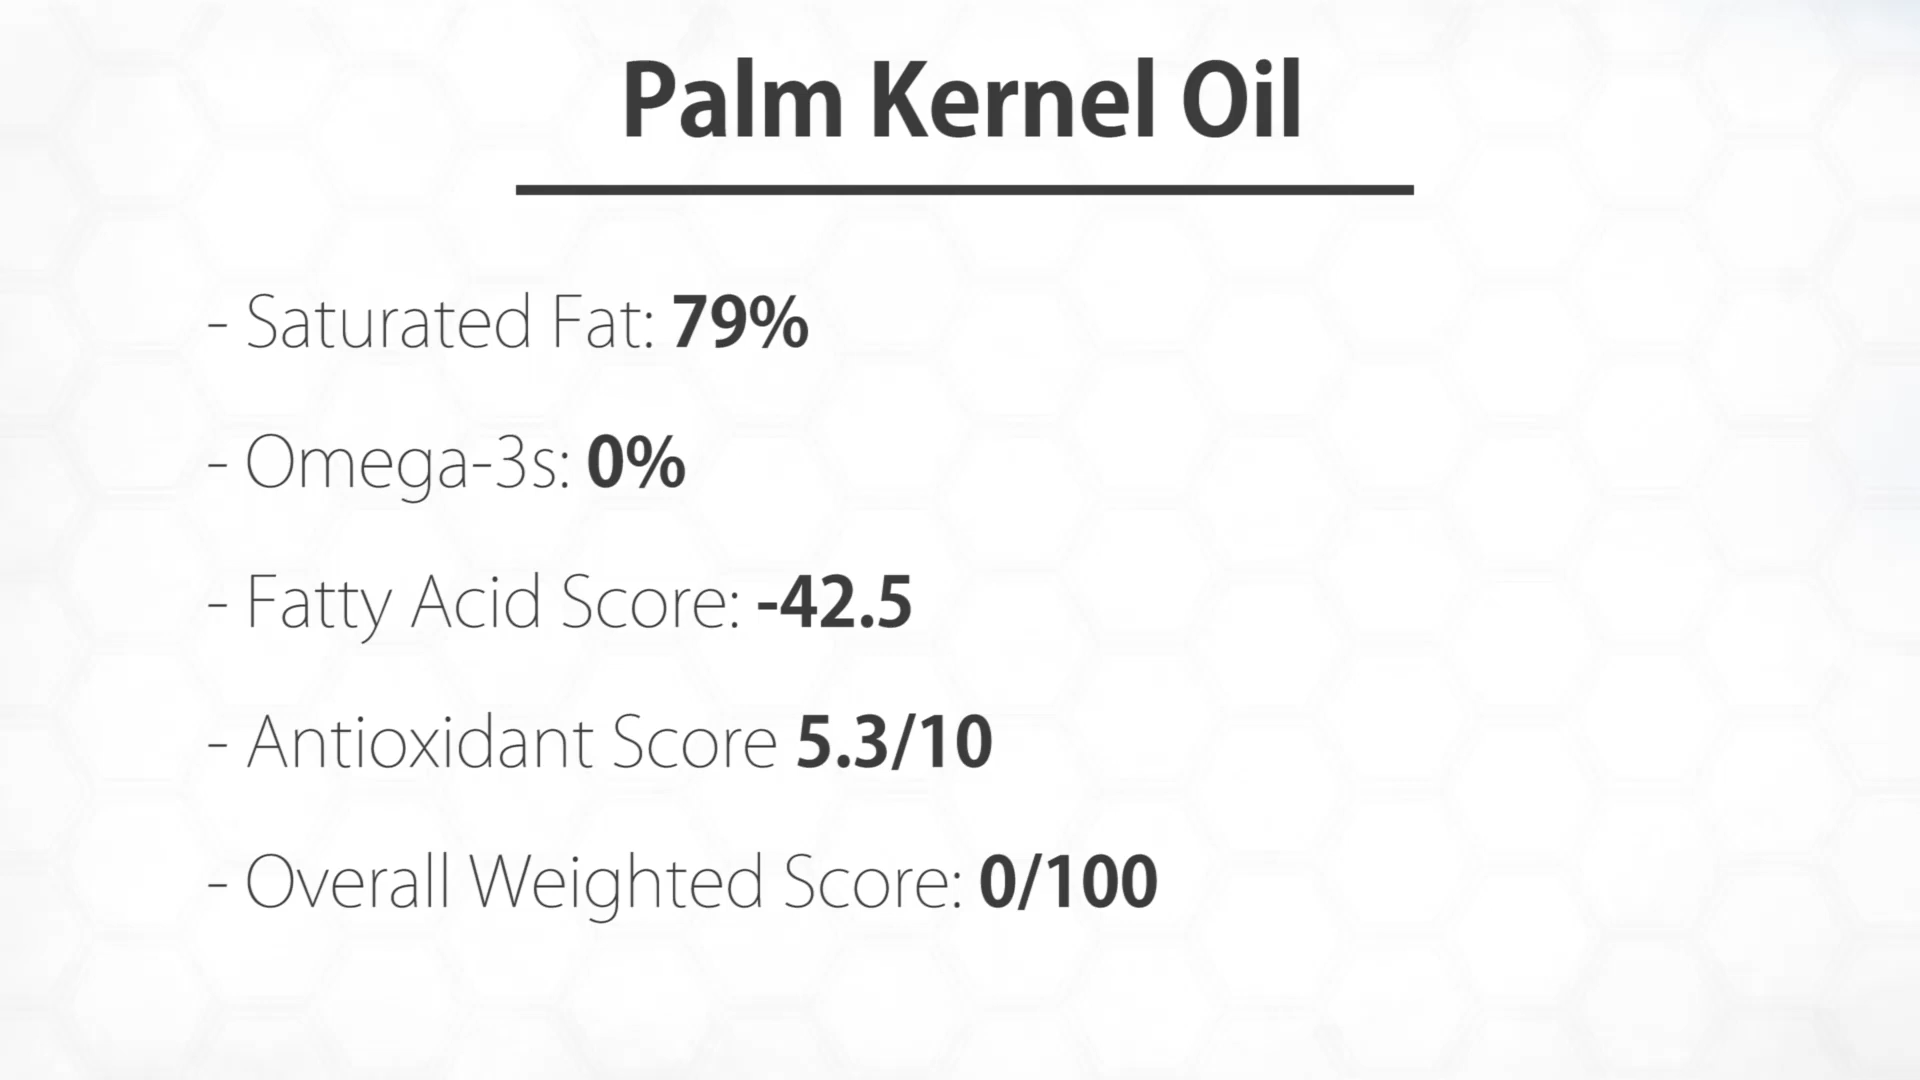 Palm Kernel Oil
- Saturated Fat: 79%
- Omega-3s: 0%
- Fatty Acid Score: -42.5
- Antioxidant Score 5.3/10
- Overall Weighted Score: 0/100